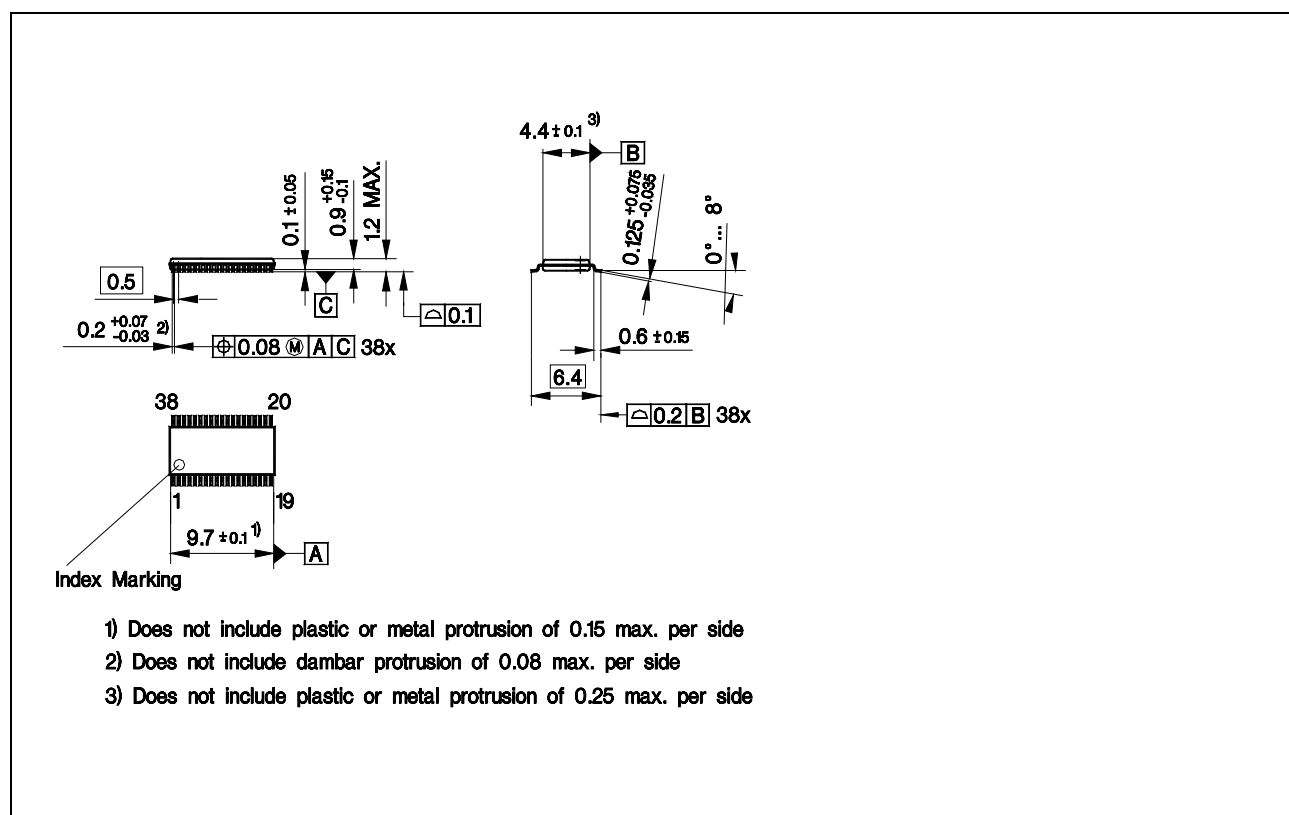 4.4 ±0.1 3)
B
0.1 ±0.05
0.9 +0.15 -0.1
1.2 MAX.
0.125 +0.075 -0.035
0°... 8°
0.5
C
⌓ 0.1
0.2 +0.07 -0.03 2)
⌖ 0.08 Ⓜ A C 38x
0.6 ±0.15
6.4
⌓ 0.2 B 38x
38 20
1 19
9.7 ±0.1 1)
A
Index Marking
1) Does not include plastic or metal protrusion of 0.15 max. per side
2) Does not include dambar protrusion of 0.08 max. per side
3) Does not include plastic or metal protrusion of 0.25 max. per side